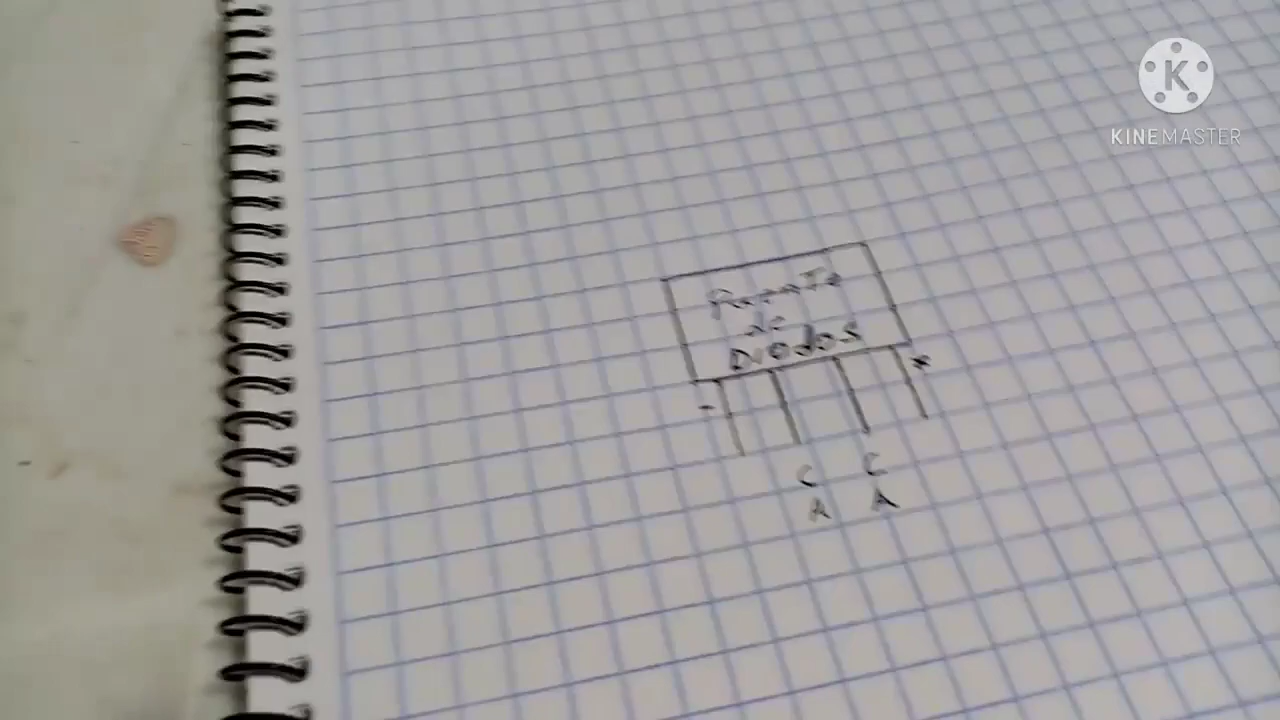 KINEMASTER
Puente
de
DIOdos
- +
C C
A A